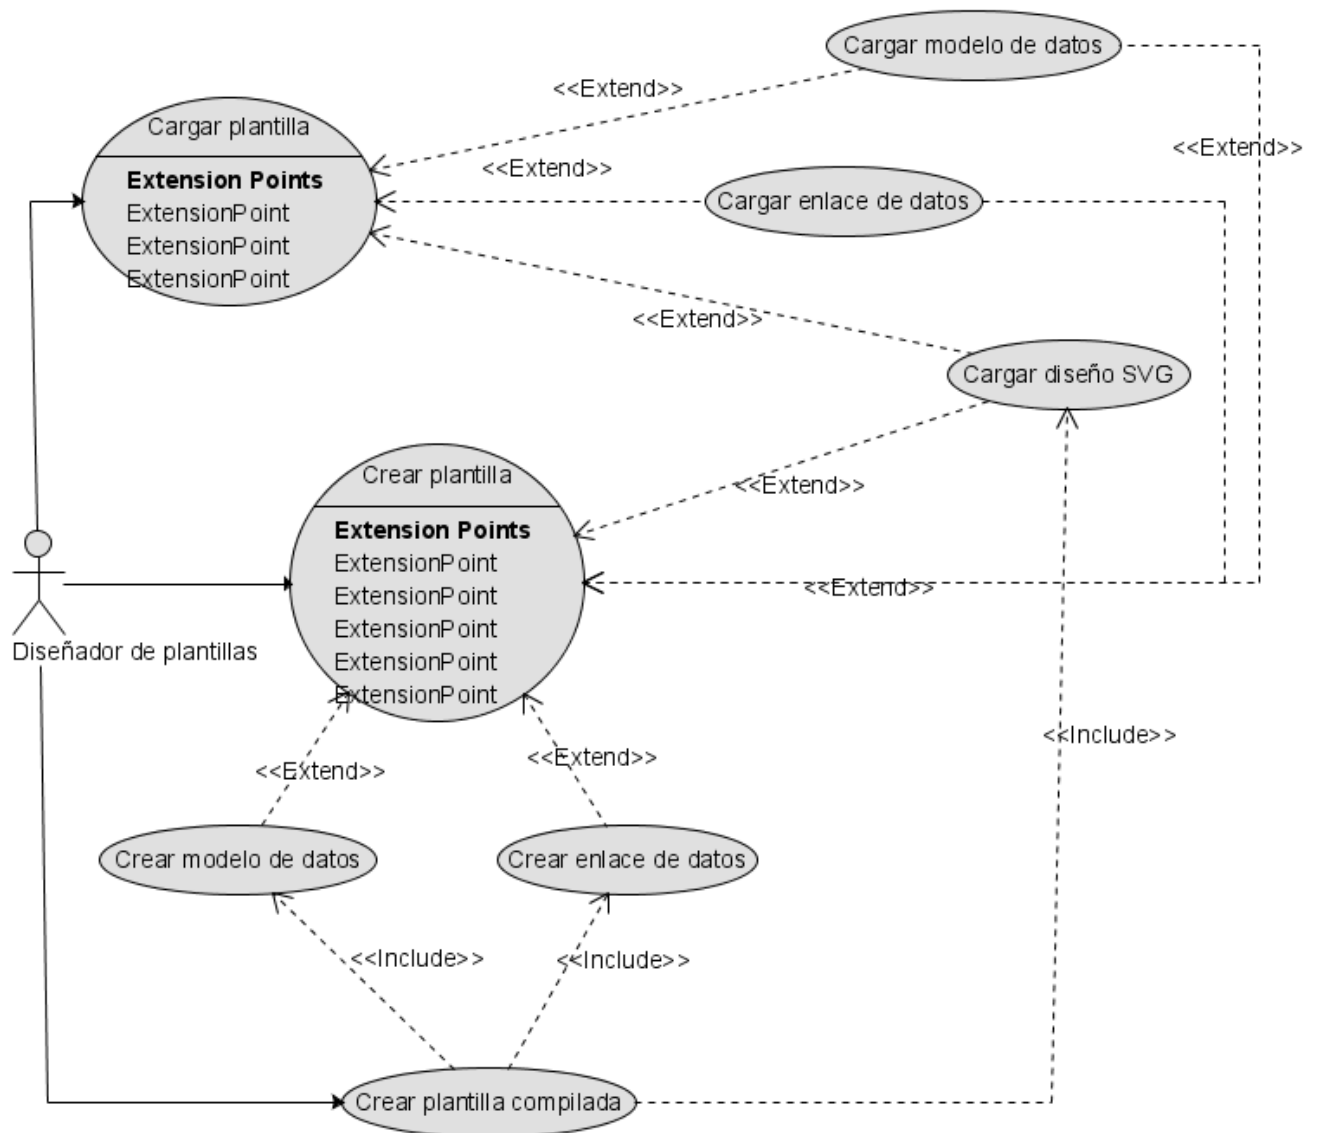 Cargar modelo de datos
<<Extend>>
Cargar plantilla
<<Extend>>
<<Extend>>
Extension Points
Cargar enlace de datos
ExtensionPoint
ExtensionPoint
ExtensionPoint
<<Extend>>
Cargar diseño SVG
Crear plantilla
<<Extend>>
Extension Points
ExtensionPoint
<<Extend>>
ExtensionPoint
ExtensionPoint
Diseñador de plantillas
ExtensionPoint
ExtensionPoint
<<Include>>
<<Extend>>
<<Extend>>
Crear modelo de datos
Crear enlace de datos
<<Include>>
<<Include>>
Crear plantilla compilada